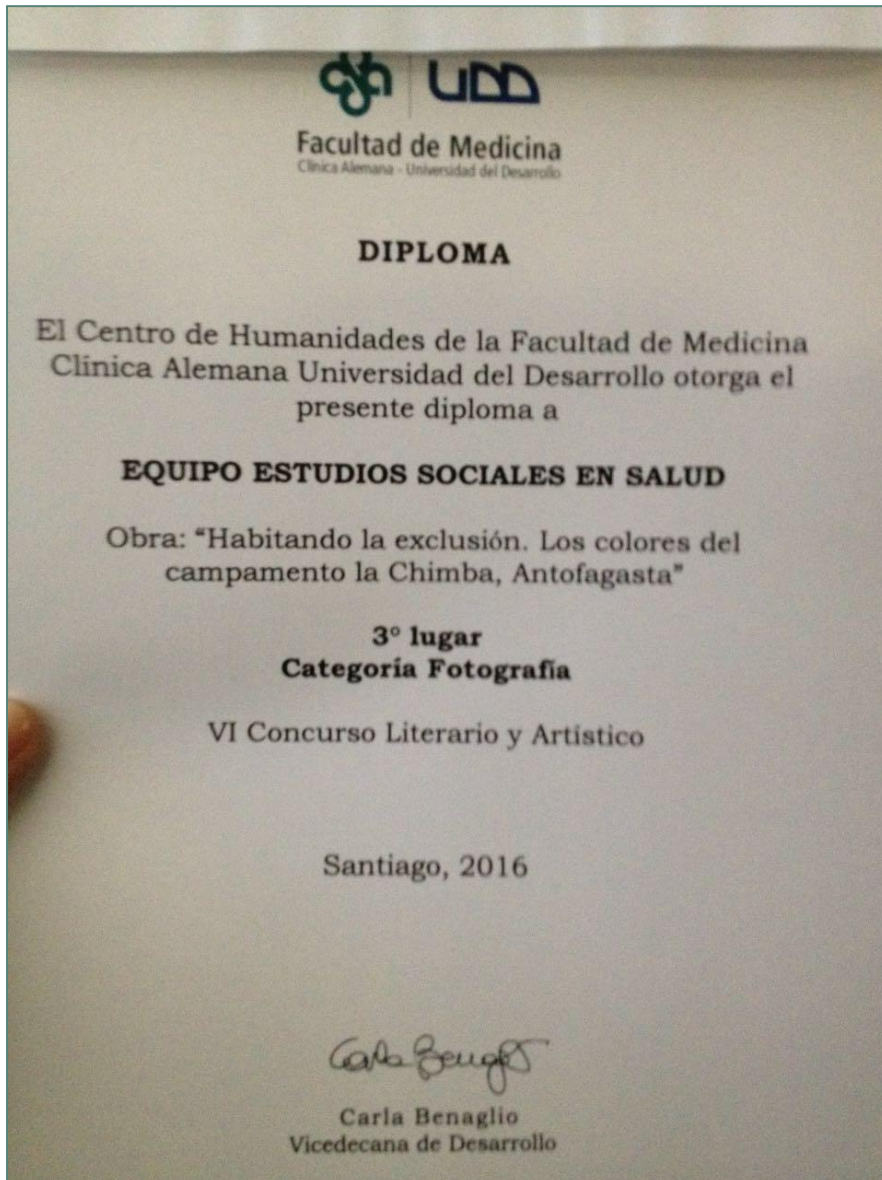 UDD
Facultad de Medicina
Clínica Alemana - Universidad del Desarrollo
DIPLOMA
El Centro de Humanidades de la Facultad de Medicina
Clínica Alemana Universidad del Desarrollo otorga el
presente diploma a
EQUIPO ESTUDIOS SOCIALES EN SALUD
Obra: “Habitando la exclusión. Los colores del
campamento la Chimba, Antofagasta”
3° lugar
Categoría Fotografía
VI Concurso Literario y Artístico
Santiago, 2016
Carla Benaglio
Vicedecana de Desarrollo